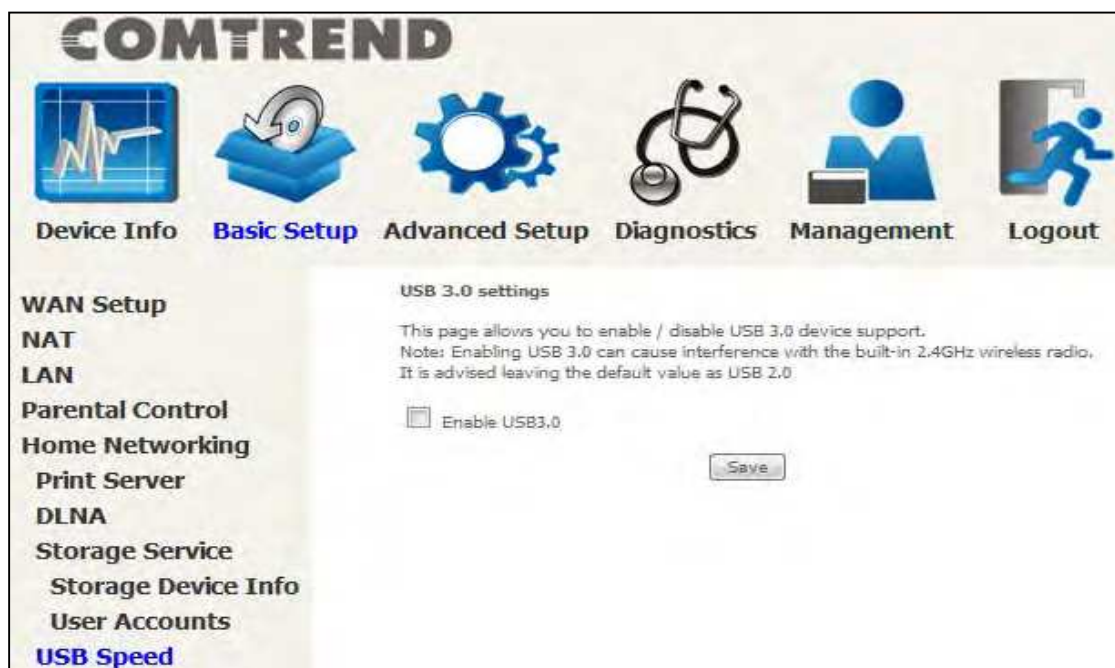 COMTREND
Device Info Basic Setup Advanced Setup Diagnostics Management Logout
WAN Setup
NAT
LAN
Parental Control
Home Networking
Print Server
DLNA
Storage Service
Storage Device Info
User Accounts
USB Speed
USB 3.0 settings
This page allows you to enable / disable USB 3.0 device support.
Note: Enabling USB 3.0 can cause interference with the built-in 2.4GHz wireless radio.
It is advised leaving the default value as USB 2.0
Enable USB3.0
Save